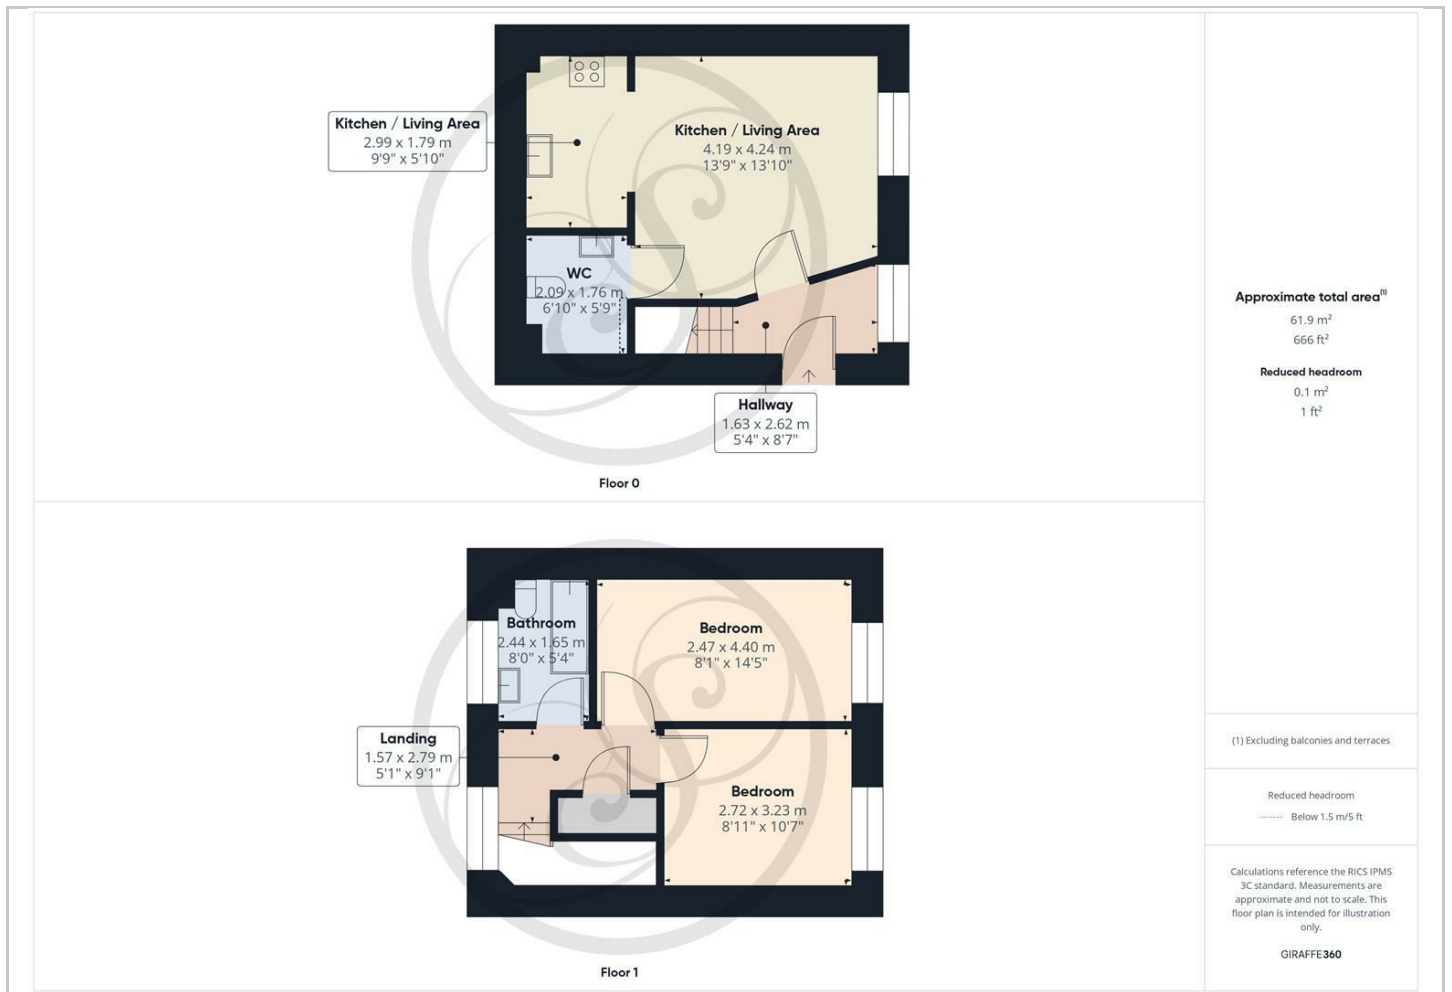 Kitchen / Living Area
2.99 x 1.79 m
9'9" x 5'10"
Kitchen / Living Area
4.19 x 4.24 m
13'9" x 13'10"
WC
2.09 x 1.76 m
6'10" x 5'9"
Hallway
1.63 x 2.62 m
5'4" x 8'7"
Floor 0
Bathroom
2.44 x 1.65 m
8'0" x 5'4"
Bedroom
2.47 x 4.40 m
8'1" x 14'5"
Landing
1.57 x 2.79 m
5'1" x 9'1"
Bedroom
2.72 x 3.23 m
8'11" x 10'7"
Floor 1
Approximate total area⁽¹⁾
61.9 m²
666 ft²
Reduced headroom
0.1 m²
1 ft²
(1) Excluding balconies and terraces
Reduced headroom
Below 1.5 m/5 ft
Calculations reference the RICS IPMS
3C standard. Measurements are
approximate and not to scale. This
floor plan is intended for illustration
only.
GIRAFFE360